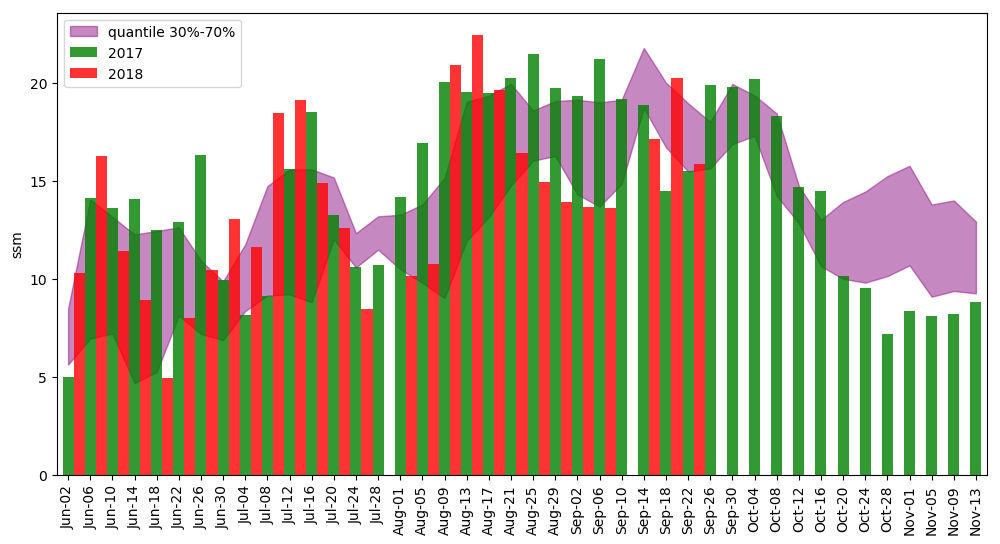 quantile 30%-70%
2017
2018
ssm
20
15
10
5
0
Jun-02
Jun-06
Jun-10
Jun-14
Jun-18
Jun-22
Jun-26
Jun-30
Jul-04
Jul-08
Jul-12
Jul-16
Jul-20
Jul-24
Jul-28
Aug-01
Aug-05
Aug-09
Aug-13
Aug-17
Aug-21
Aug-25
Aug-29
Sep-02
Sep-06
Sep-10
Sep-14
Sep-18
Sep-22
Sep-26
Sep-30
Oct-04
Oct-08
Oct-12
Oct-16
Oct-20
Oct-24
Oct-28
Nov-01
Nov-05
Nov-09
Nov-13